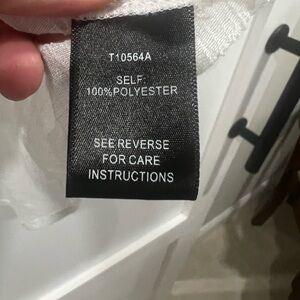 T10564A
SELF:
100%POLYESTER
SEE REVERSE
FOR CARE
INSTRUCTIONS